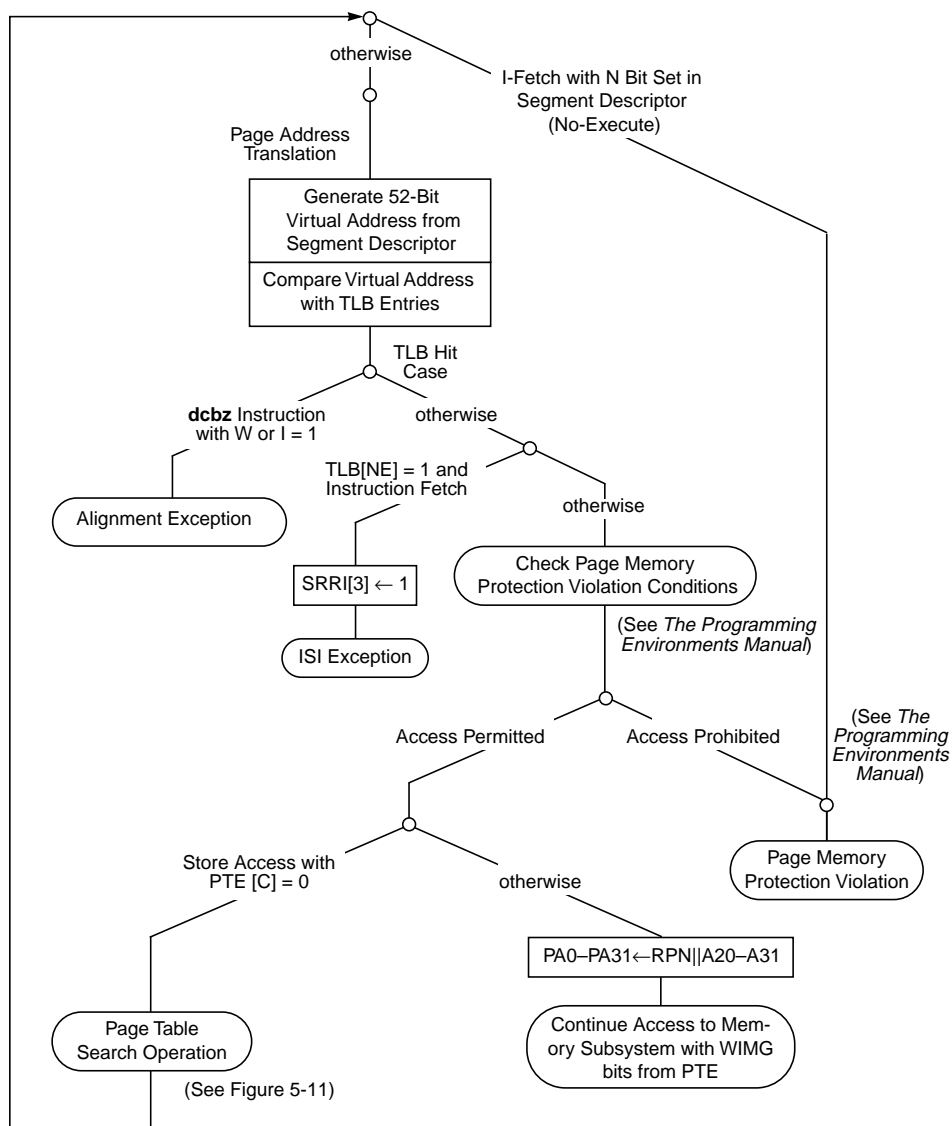 otherwise
I-Fetch with N Bit Set in
Segment Descriptor
(No-Execute)
Page Address
Translation
Generate 52-Bit
Virtual Address from
Segment Descriptor
Compare Virtual Address
with TLB Entries
TLB Hit
Case
dcbz Instruction
with W or I = 1
otherwise
Alignment Exception
TLB[NE] = 1 and
Instruction Fetch
otherwise
SRRI[3] ← 1
ISI Exception
Check Page Memory
Protection Violation Conditions
(See The Programming
Environments Manual)
Access Permitted
Access Prohibited
(See The
Programming
Environments
Manual)
Page Memory
Protection Violation
Store Access with
PTE [C] = 0
otherwise
PA0–PA31←RPN||A20–A31
Page Table
Search Operation
(See Figure 5-11)
Continue Access to Mem-
ory Subsystem with WIMG
bits from PTE